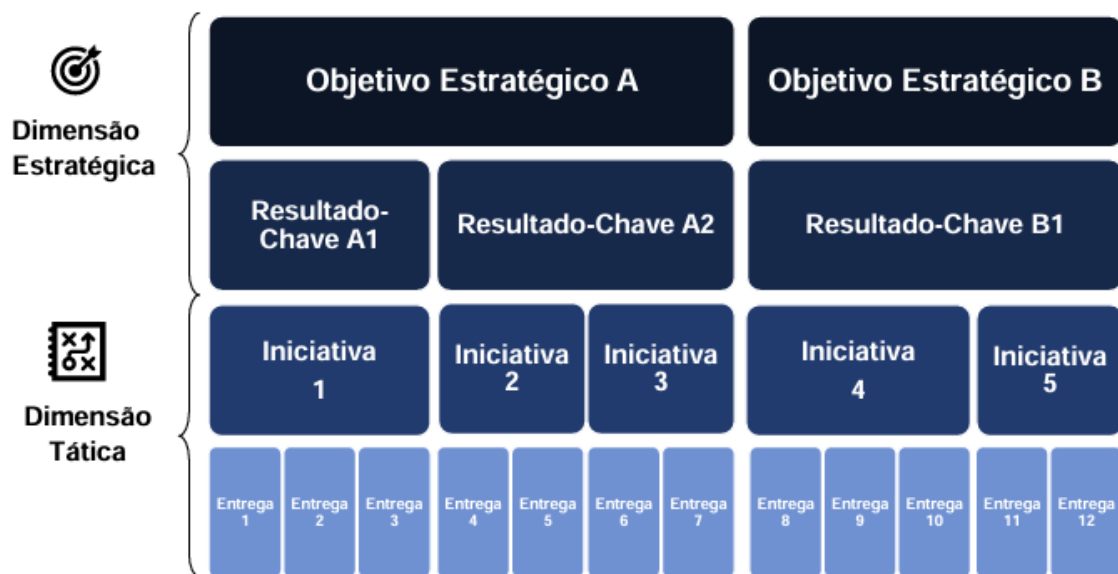 Objetivo Estratégico A
Objetivo Estratégico B
Dimensão
Estratégica
Resultado-
Chave A1
Resultado-Chave A2
Resultado-Chave B1
Iniciativa
1
Iniciativa
2
Iniciativa
3
Iniciativa
4
Iniciativa
5
Dimensão
Tática
Entrega
1
Entrega
2
Entrega
3
Entrega
4
Entrega
5
Entrega
6
Entrega
7
Entrega
8
Entrega
9
Entrega
10
Entrega
11
Entrega
12